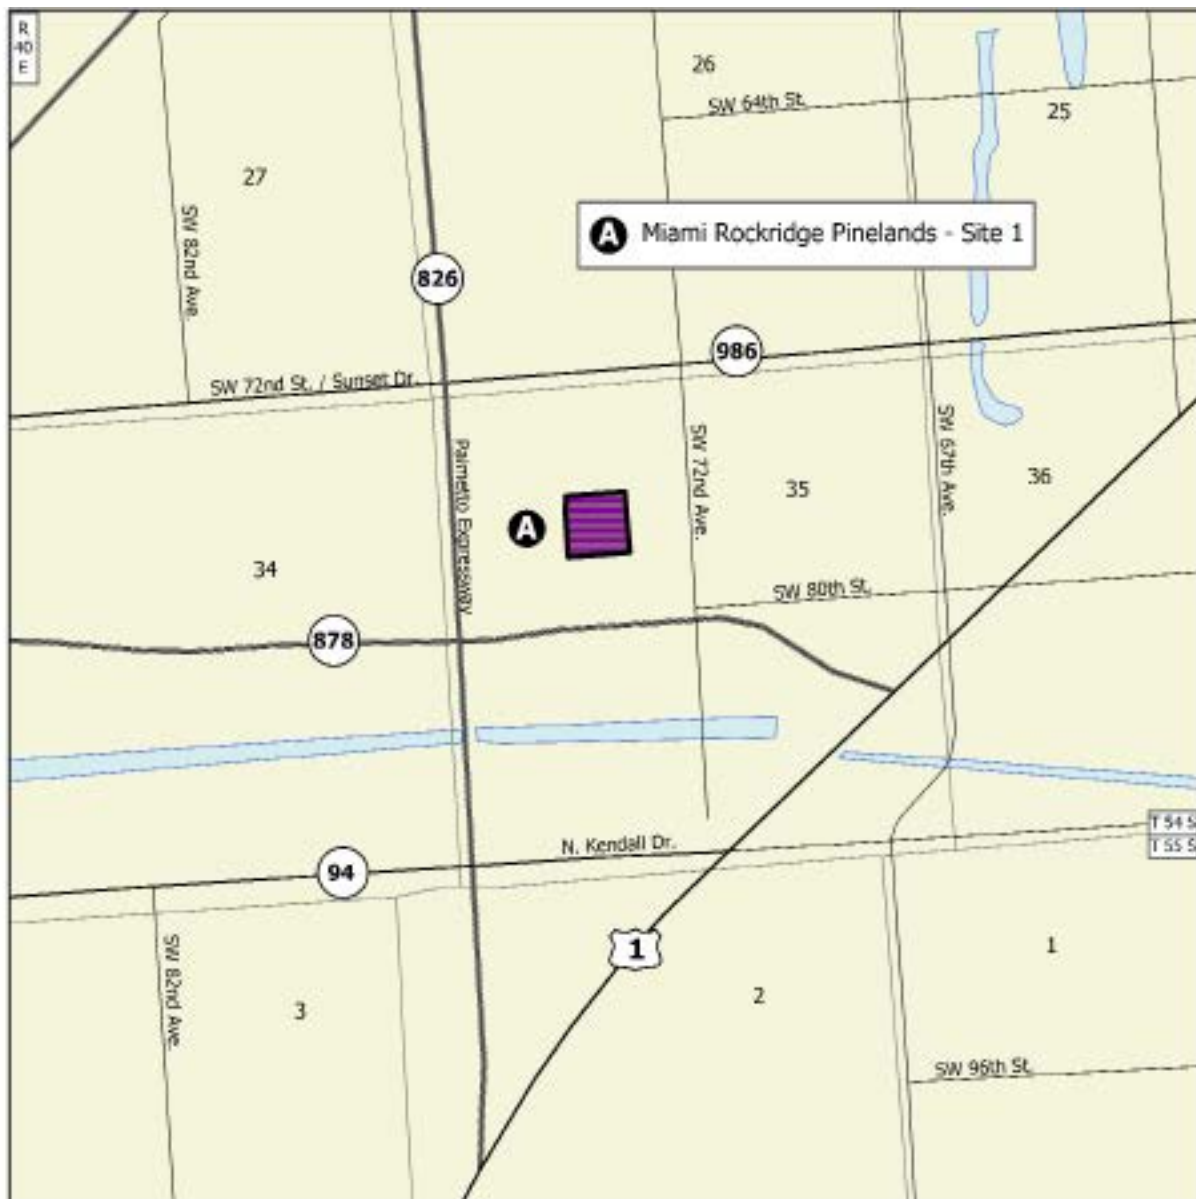 R
40
E
26
SW 64th St.
25
27
SW 82nd Ave.
A Miami Rockridge Pinelands - Site 1
826
986
SW 72nd St. / Sunset Dr.
Palmetto Expressway
SW 72nd Ave.
SW 67th Ave.
35
36
A
34
SW 80th St.
878
T 54 S
T 55 S
N. Kendall Dr.
94
SW 82nd Ave.
1
1
2
3
SW 96th St.